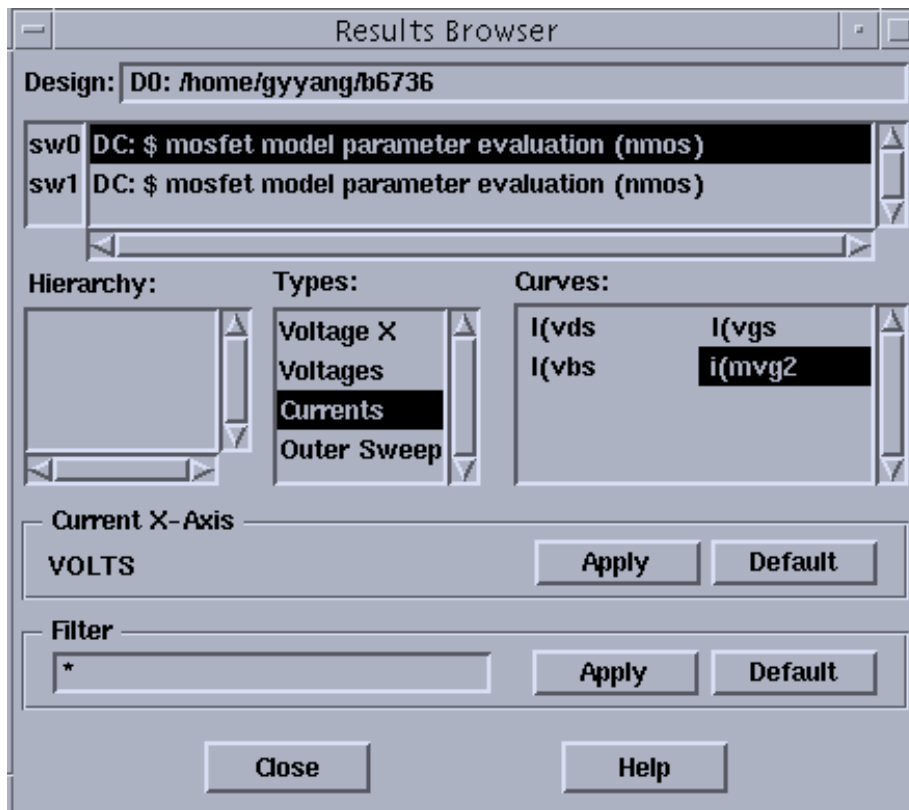 Results Browser
Design: D0: /home/gyyang/b6736
sw0 DC: $ mosfet model parameter evaluation (nmos)
sw1 DC: $ mosfet model parameter evaluation (nmos)
Hierarchy: Types: Curves:
Voltage X I(vds I(vgs
Voltages I(vbs i(mvg2
Currents
Outer Sweep
Current X-Axis
VOLTS Apply Default
Filter
* Apply Default
Close Help